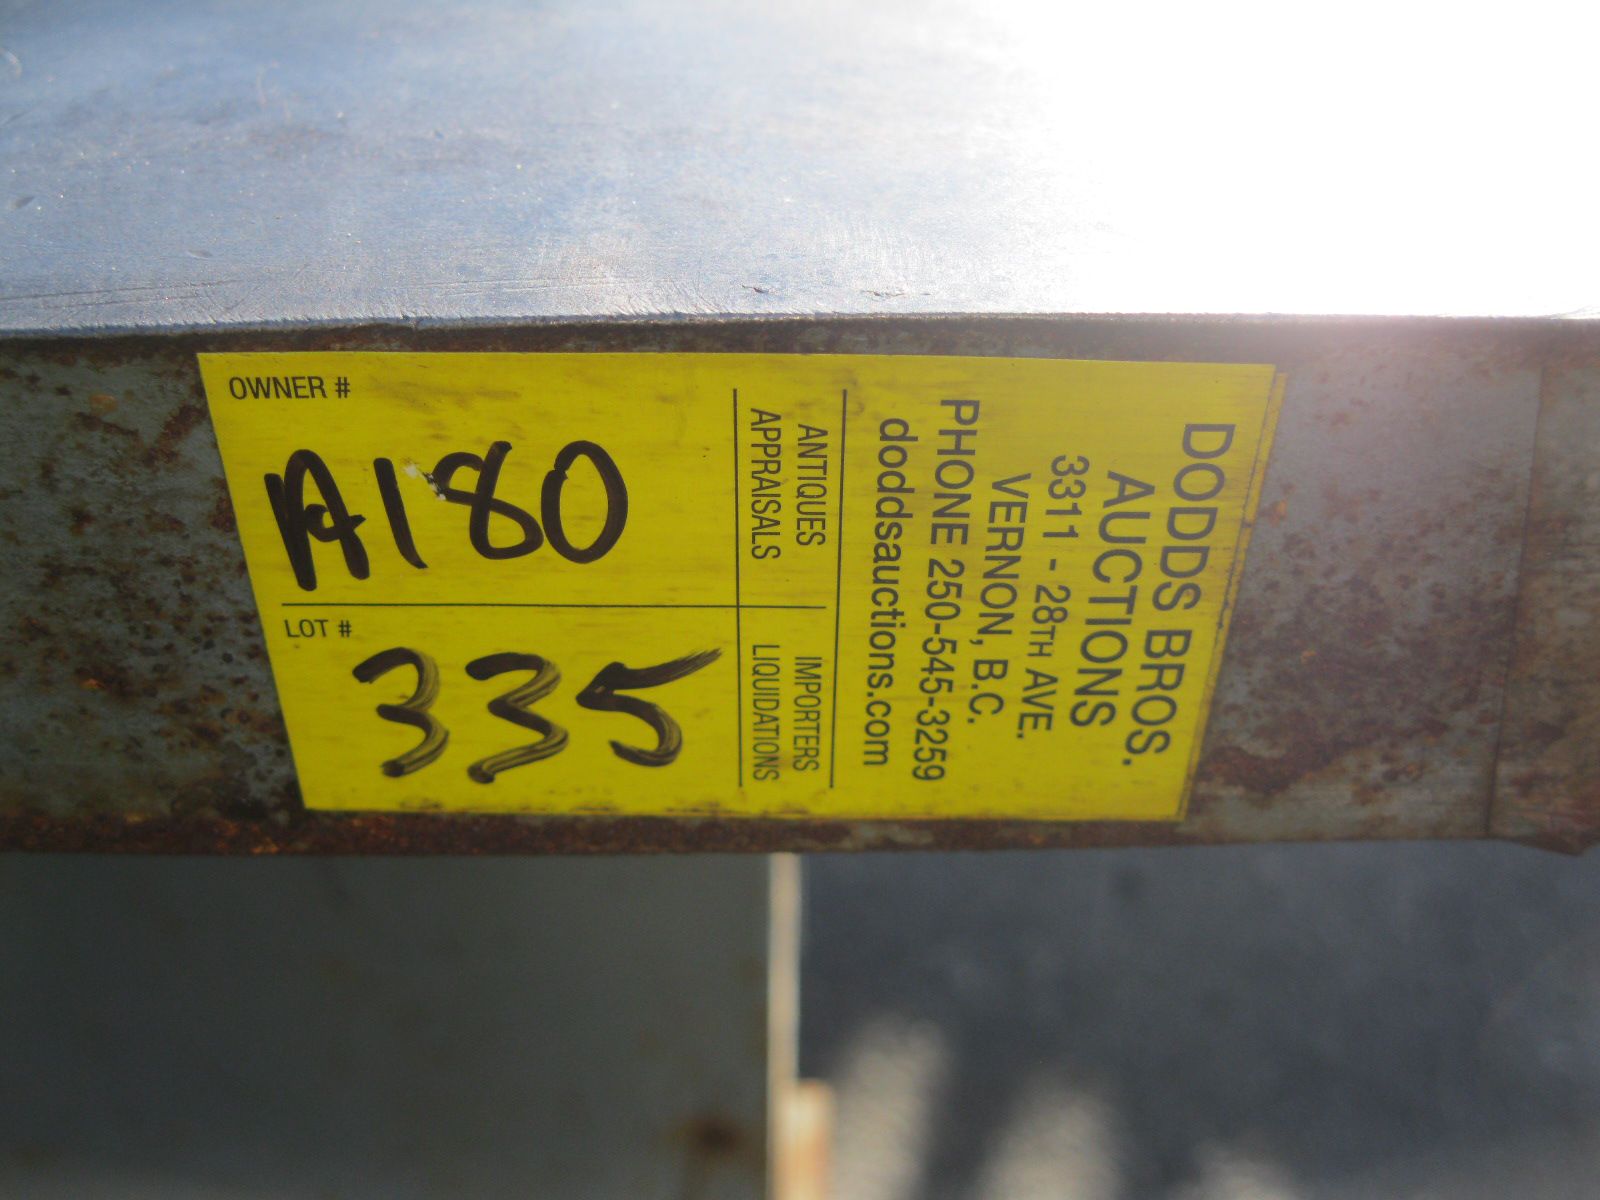 OWNER #
A180
LOT #
335
ANTIQUES
APPRAISALS
IMPORTERS
LIQUIDATIONS
DODDS BROS.
AUCTIONS
3311 - 28TH AVE.
VERNON, B.C.
PHONE 250-545-3259
doddsauctions.com